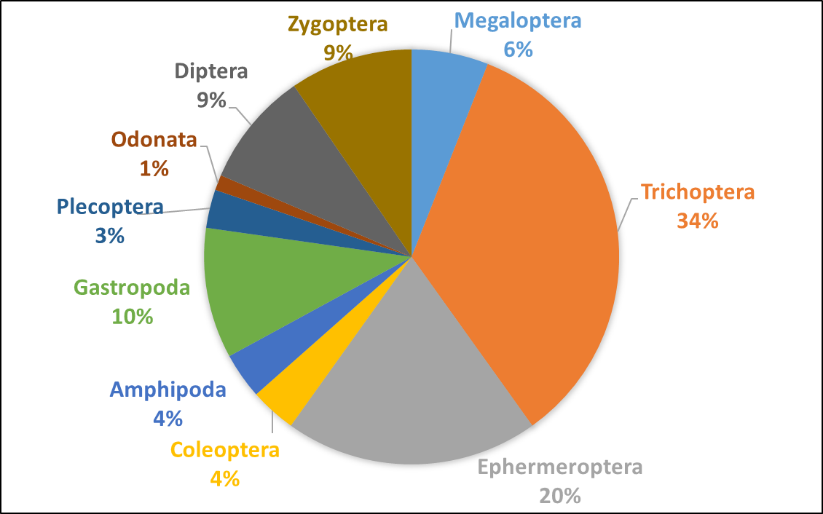 Zygoptera
9%
Megaloptera
6%
Diptera
9%
Odonata
1%
Trichoptera
34%
Plecoptera
3%
Gastropoda
10%
Amphipoda
4%
Coleoptera
4%
Ephermeroptera
20%